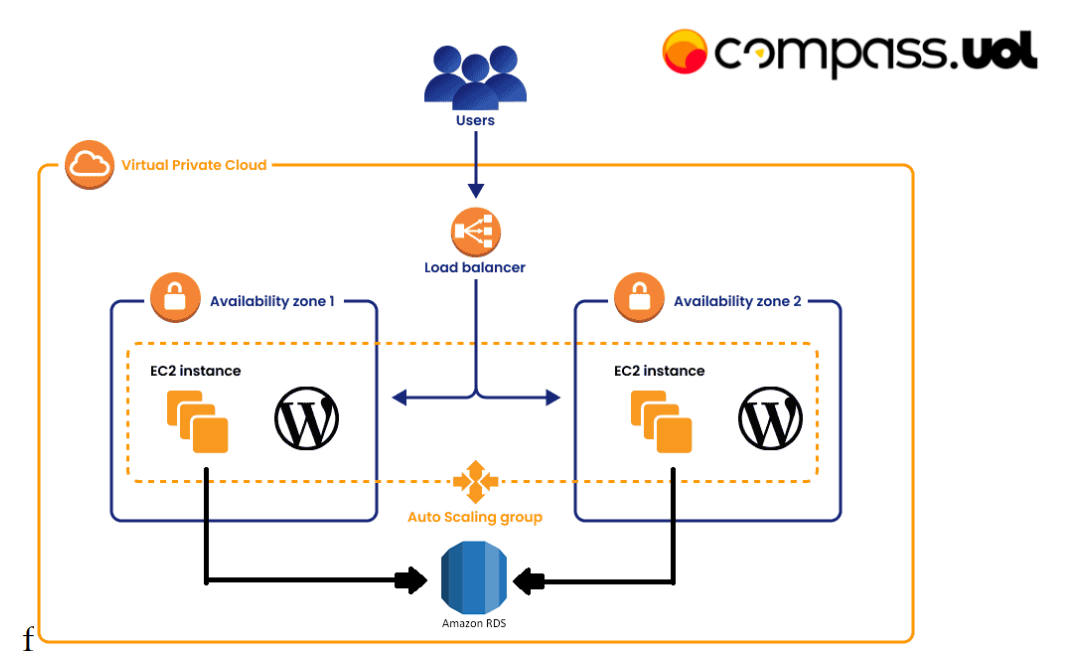 compass.uol
Users
Virtual Private Cloud
Load balancer
Availability zone 1
Availability zone 2
EC2 instance
EC2 instance
Auto Scaling group
Amazon RDS
f